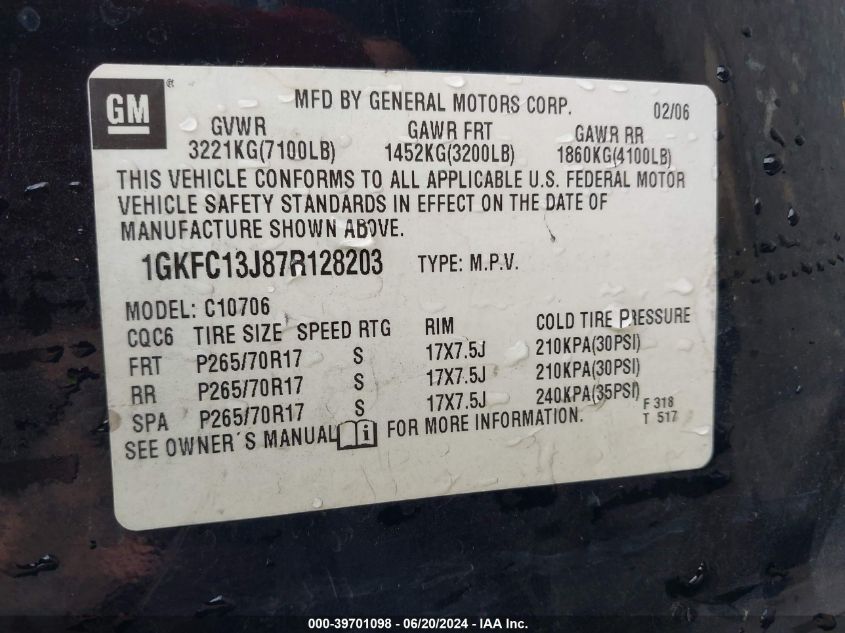 GM ®
MFD BY GENERAL MOTORS CORP. 02/06
GVWR GAWR FRT GAWR RR
3221KG(7100LB) 1452KG(3200LB) 1860KG(4100LB)
THIS VEHICLE CONFORMS TO ALL APPLICABLE U.S. FEDERAL MOTOR
VEHICLE SAFETY STANDARDS IN EFFECT ON THE DATE OF
MANUFACTURE SHOWN ABOVE.
1GKFC13J87R128203 TYPE: M.P.V.
MODEL: C10706
CQC6 TIRE SIZE SPEED RTG RIM COLD TIRE PRESSURE
FRT P265/70R17 S 17X7.5J 210KPA(30PSI)
RR P265/70R17 S 17X7.5J 210KPA(30PSI)
SPA P265/70R17 S 17X7.5J 240KPA(35PSI)
F 318
T 517
SEE OWNER'S MANUAL i FOR MORE INFORMATION.
000-39701098 - 06/20/2024 - IAA Inc.